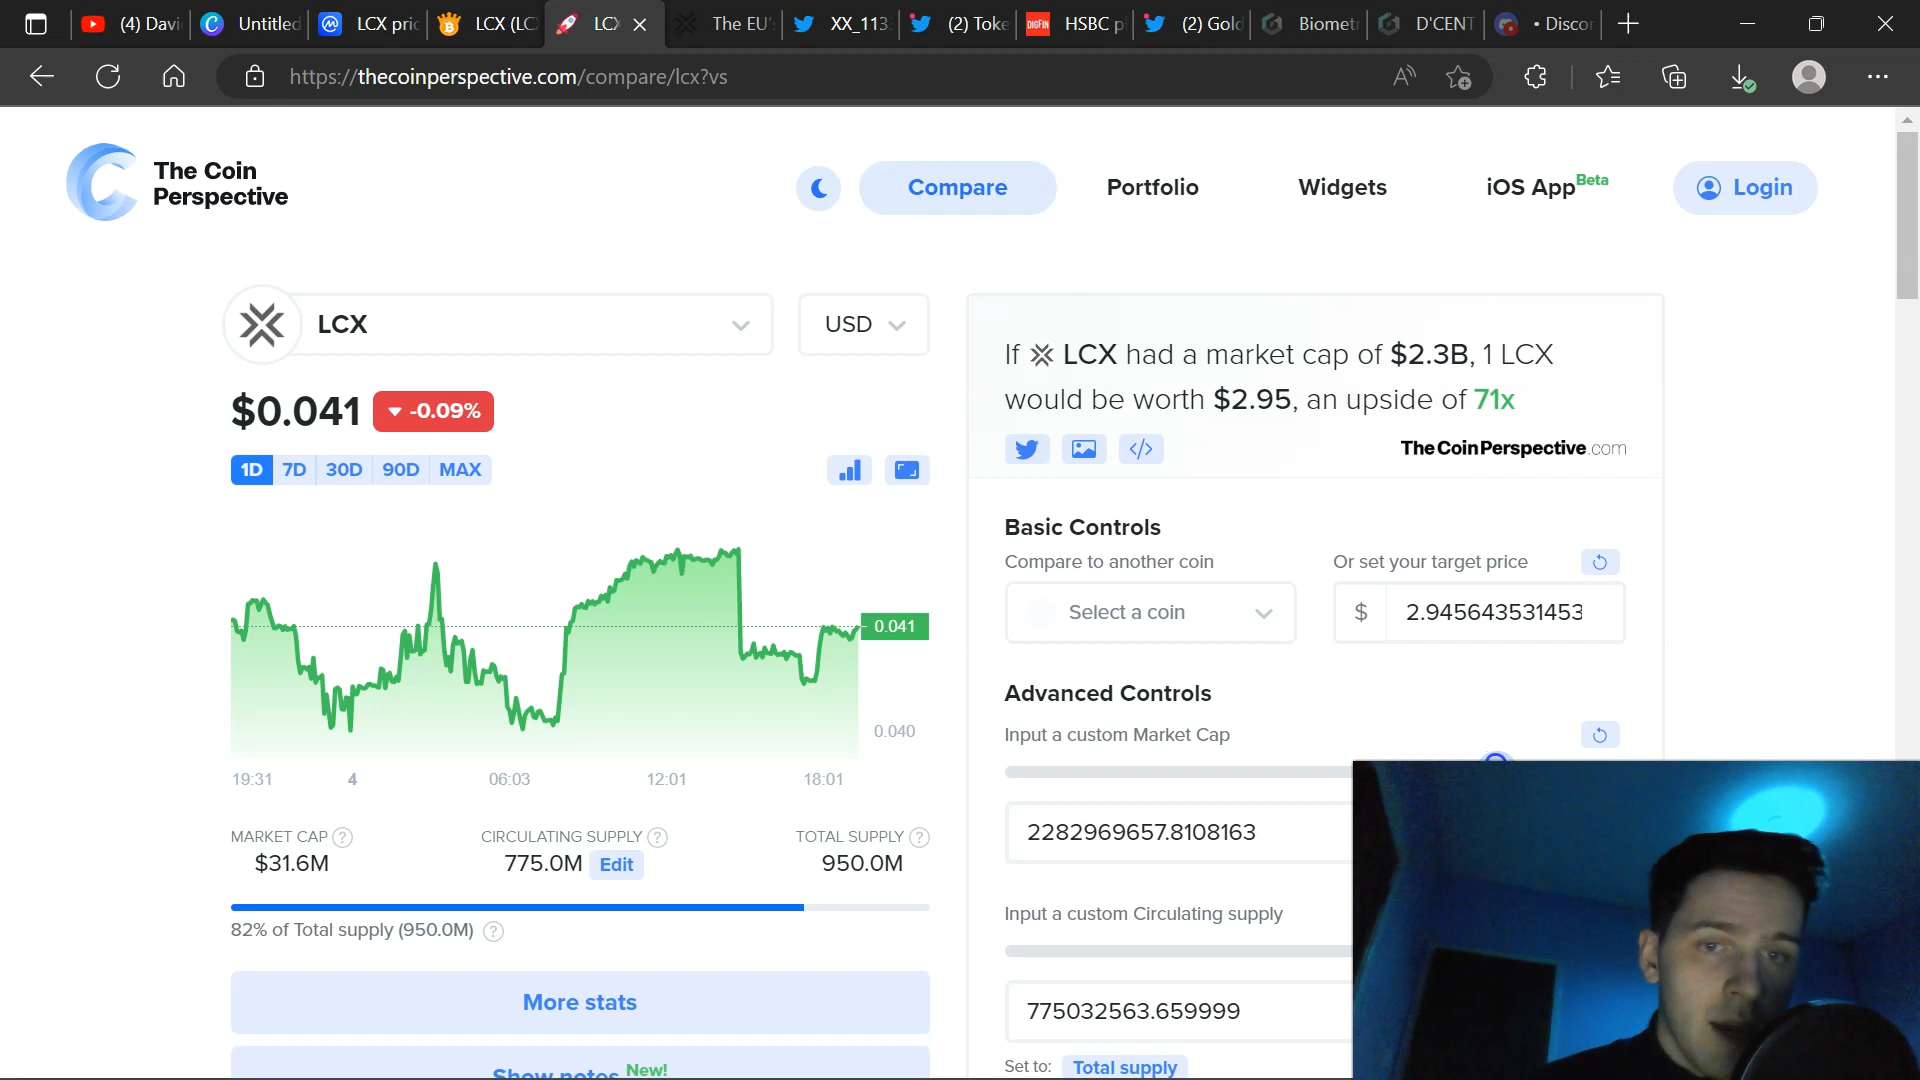 (4) Davi
Untitled
LCX pric
LCX (LC
LCX
The EU'
XX_113
(2) Toke
HSBC p
(2) Gold
Biometr
D'CENT
• Discor
https://thecoinperspective.com/compare/lcx?vs
The Coin
Perspective
Compare
Portfolio
Widgets
iOS App Beta
Login
LCX
USD
$0.041
-0.09%
1D 7D 30D 90D MAX
0.041
0.040
19:31 4 06:03 12:01 18:01
MARKET CAP ?
$31.6M
CIRCULATING SUPPLY ?
775.0M Edit
TOTAL SUPPLY ?
950.0M
82% of Total supply (950.0M) ?
More stats
Show notes New!
If LCX had a market cap of $2.3B, 1 LCX
would be worth $2.95, an upside of 71x
TheCoinPerspective.com
Basic Controls
Compare to another coin
Select a coin
Or set your target price
$ 2.945643531453
Advanced Controls
Input a custom Market Cap
2282969657.8108163
Input a custom Circulating supply
775032563.659999
Set to: Total supply